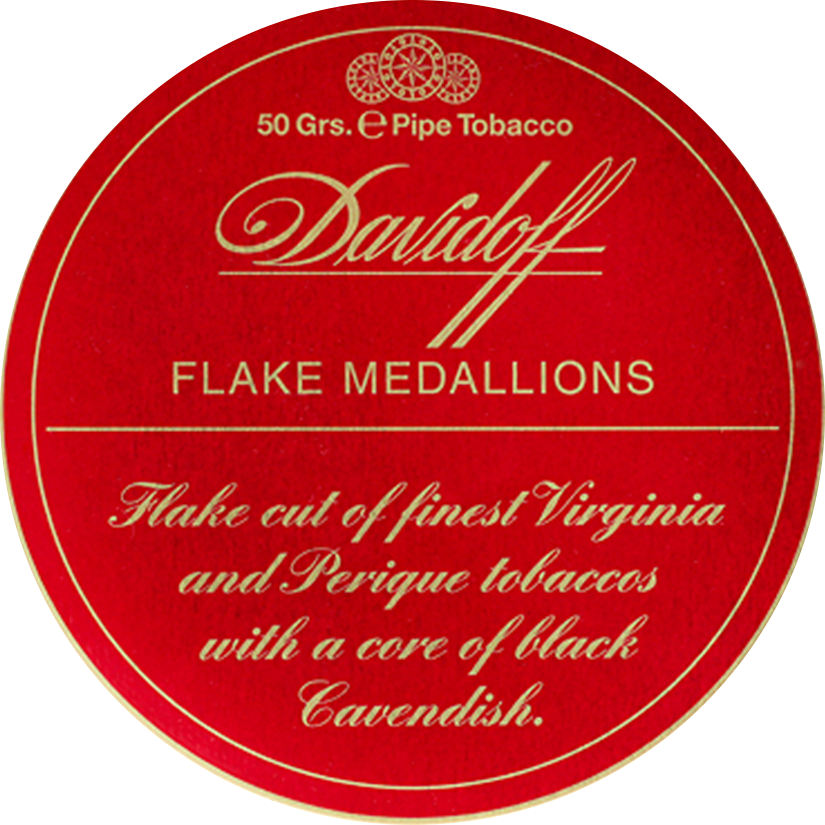 50 Grs. ℮ Pipe Tobacco
Davidoff
FLAKE MEDALLIONS
Flake cut of finest Virginia
and Perique tobaccos
with a core of black
Cavendish.